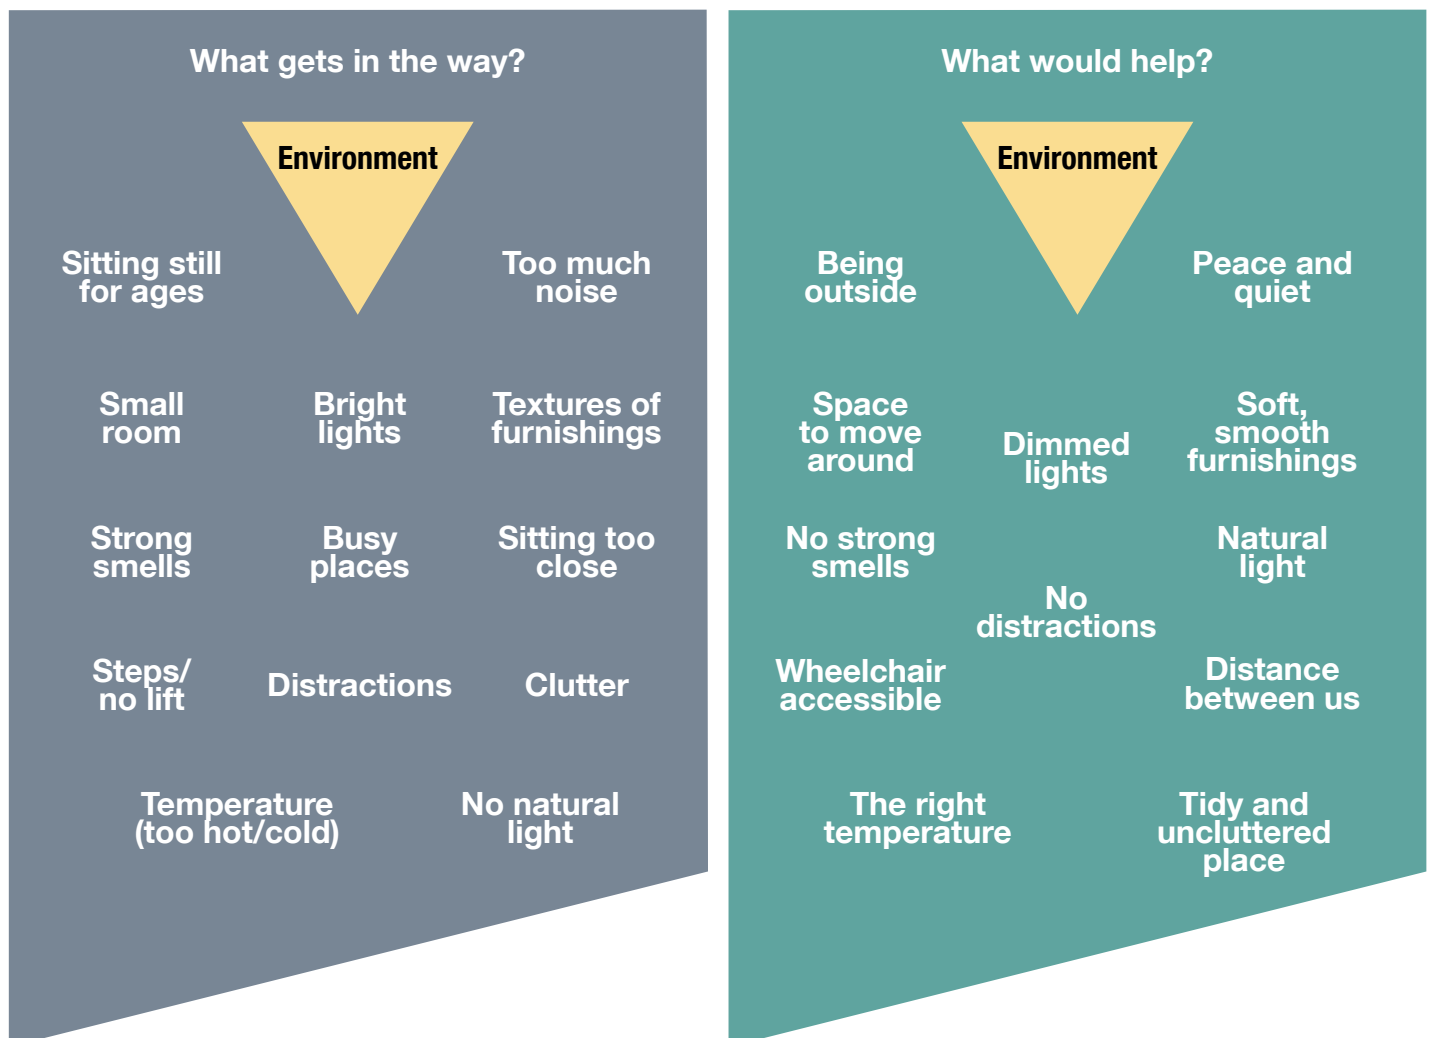 What gets in the way?
Environment
Sitting still
for ages
Too much
noise
Small
room
Bright
lights
Textures of
furnishings
Strong
smells
Busy
places
Sitting too
close
Steps/
no lift
Distractions
Clutter
Temperature
(too hot/cold)
No natural
light
What would help?
Environment
Being
outside
Peace and
quiet
Space
to move
around
Dimmed
lights
Soft,
smooth
furnishings
No strong
smells
Natural
light
No
distractions
Wheelchair
accessible
Distance
between us
The right
temperature
Tidy and
uncluttered
place